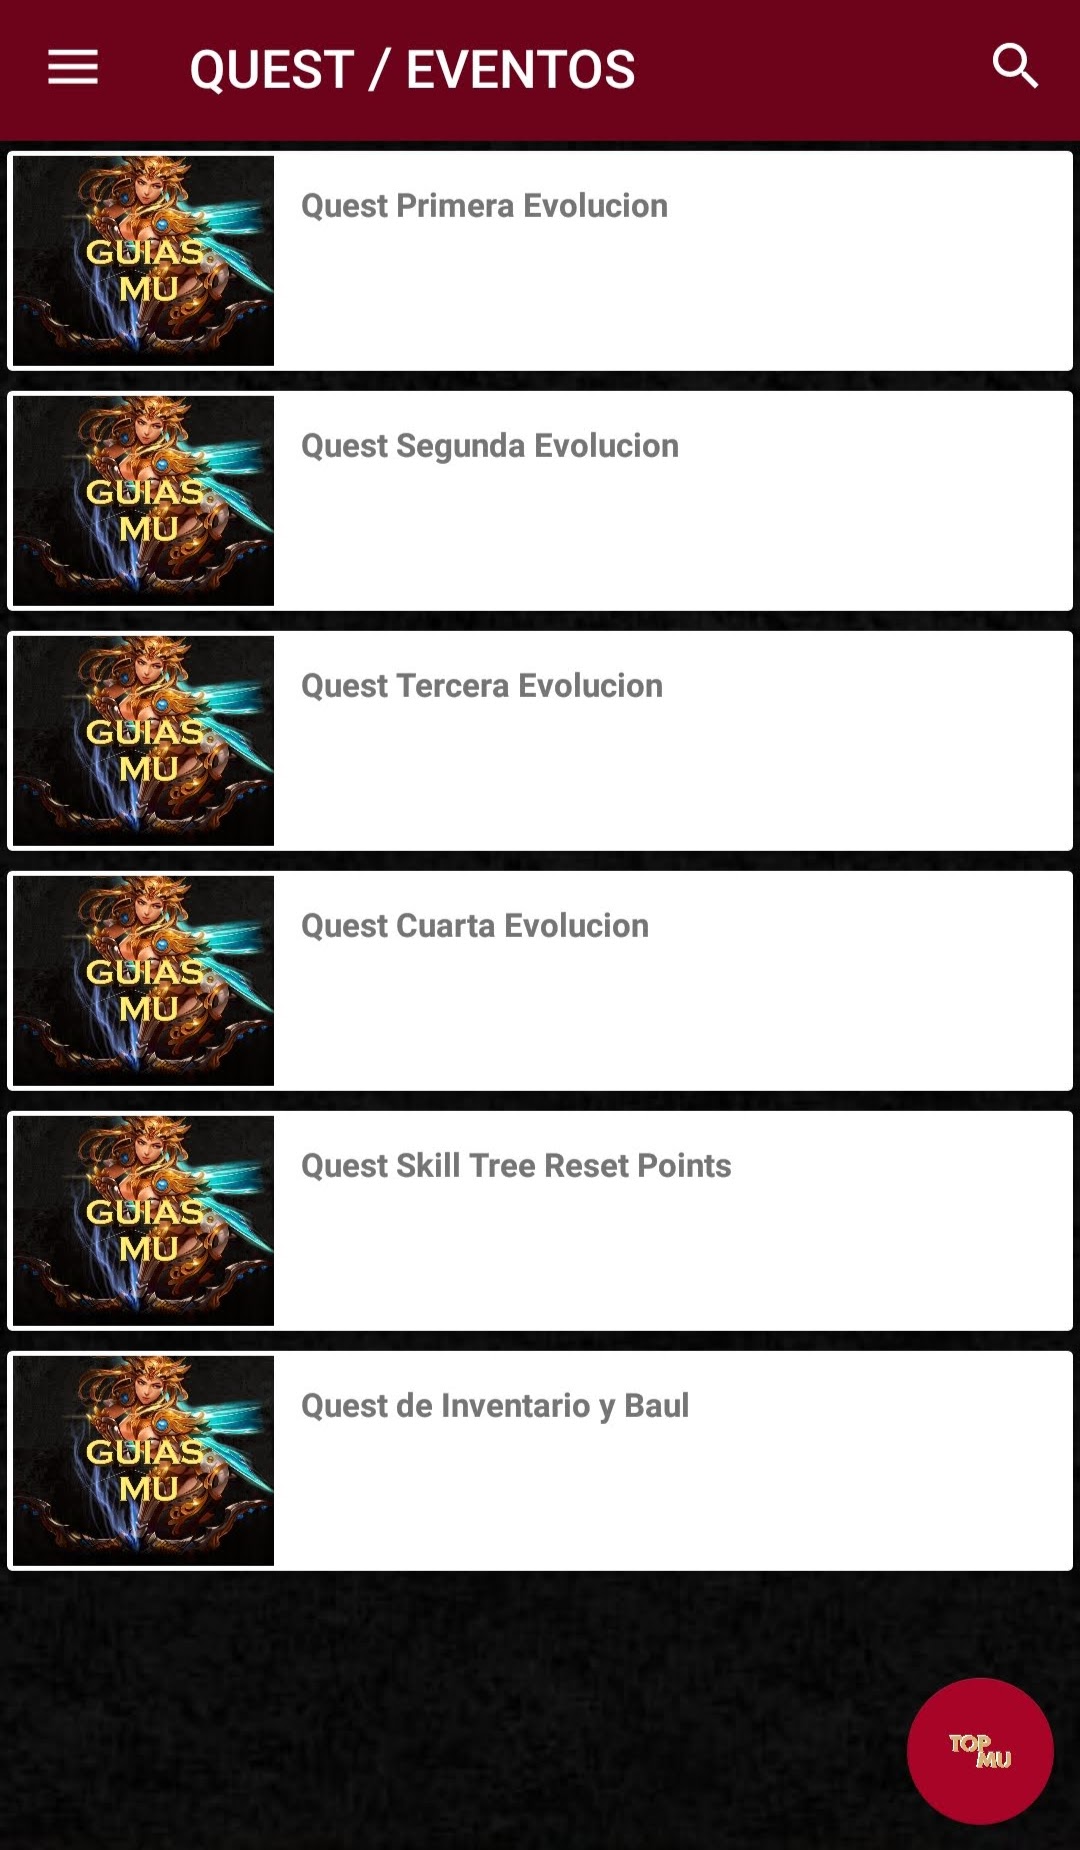 QUEST / EVENTOS
GUIAS
MU
Quest Primera Evolucion
GUIAS
MU
Quest Segunda Evolucion
GUIAS
MU
Quest Tercera Evolucion
GUIAS
MU
Quest Cuarta Evolucion
GUIAS
MU
Quest Skill Tree Reset Points
GUIAS
MU
Quest de Inventario y Baul
TOP
MU